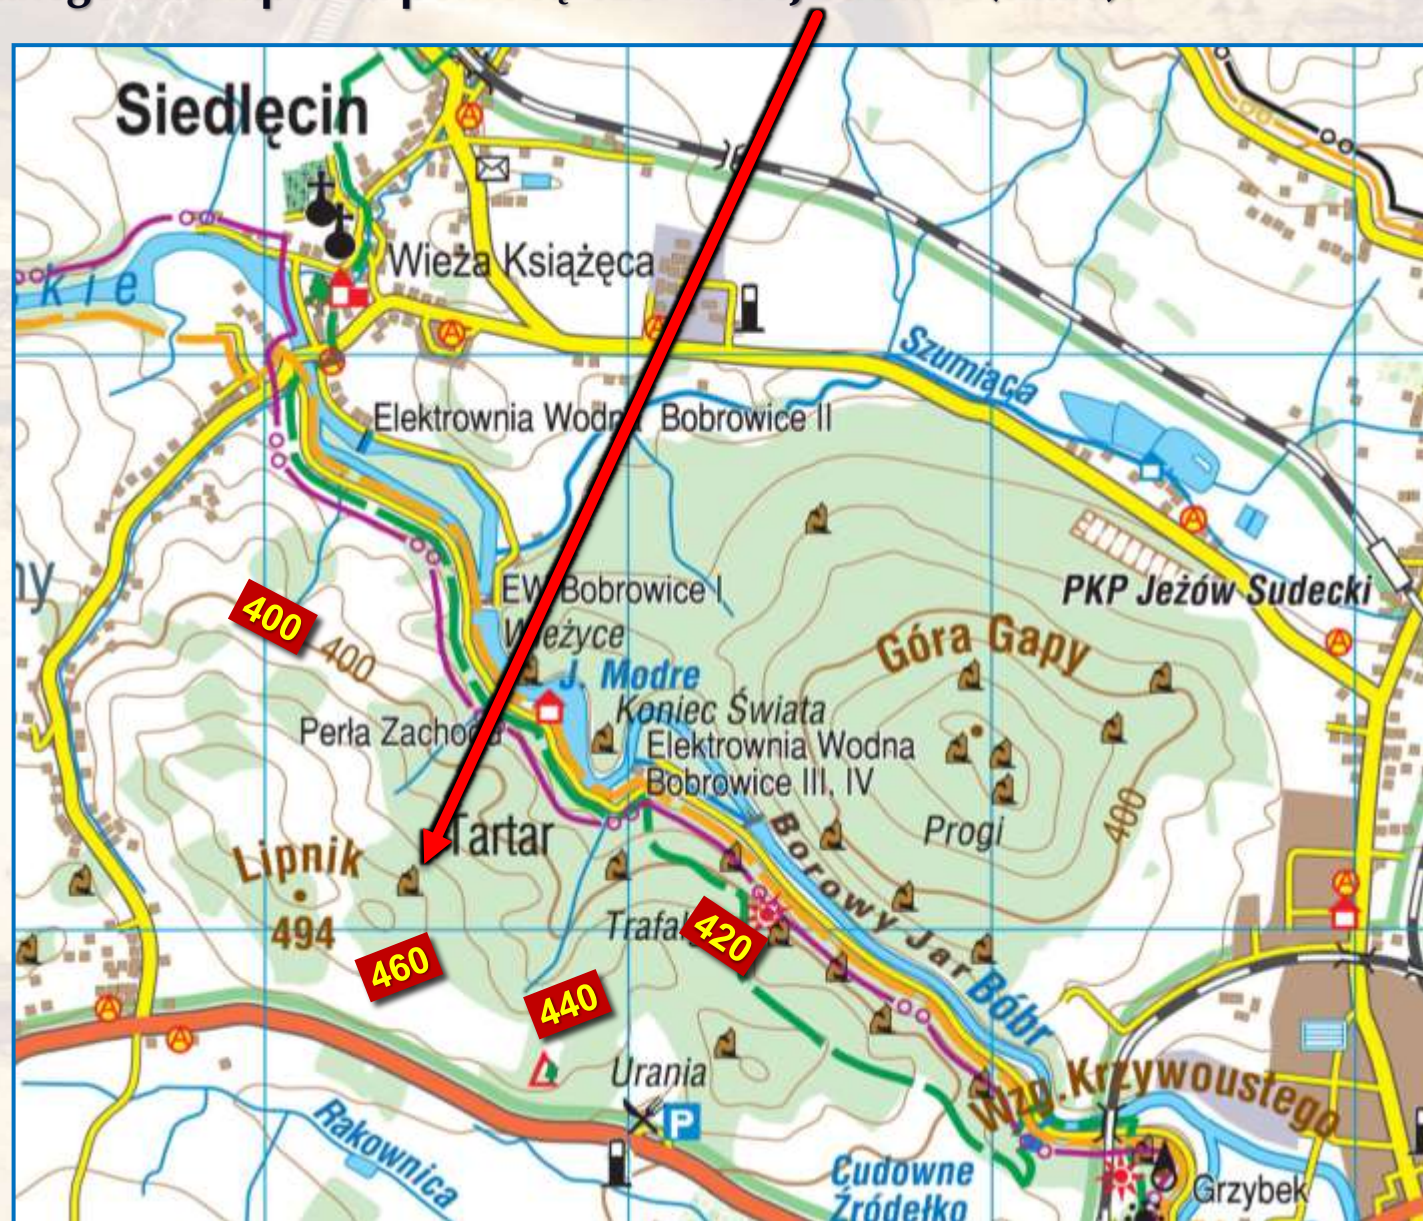 Siedlęcin
Wieża Książęca
kie
Szumiąca
Elektrownia Wodna Bobrowice II
ny
EW Bobrowice I
PKP Jeżów Sudecki
400
400
Wieżyce
Góra Gapy
J. Modre
Koniec Świata
Perła Zachodu
Elektrownia Wodna
Bobrowice III, IV
400
Progi
Tartar
Lipnik
494
Borowy Jar
Bóbr
420
460
440
Urania
P
Wzg. Krzywoustego
Rakownica
Cudowne
Źródełko
Grzybek